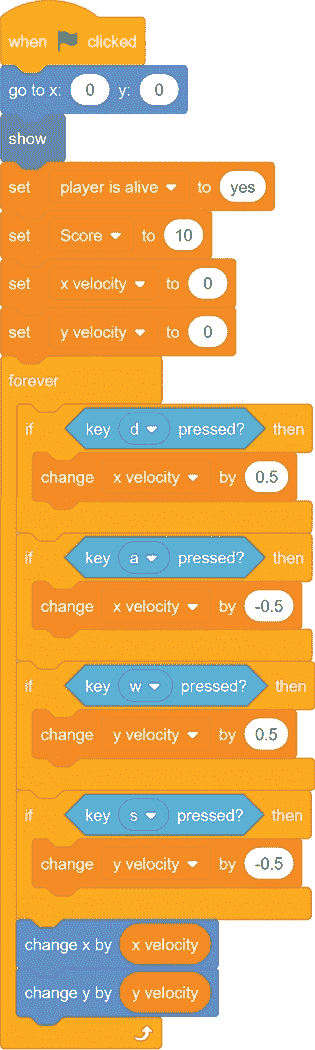 when clicked
go to x: 0 y: 0
show
set player is alive to yes
set Score to 10
set x velocity to 0
set y velocity to 0
forever
if key d pressed? then
change x velocity by 0.5
if key a pressed? then
change x velocity by -0.5
if key w pressed? then
change y velocity by 0.5
if key s pressed? then
change y velocity by -0.5
change x by x velocity
change y by y velocity